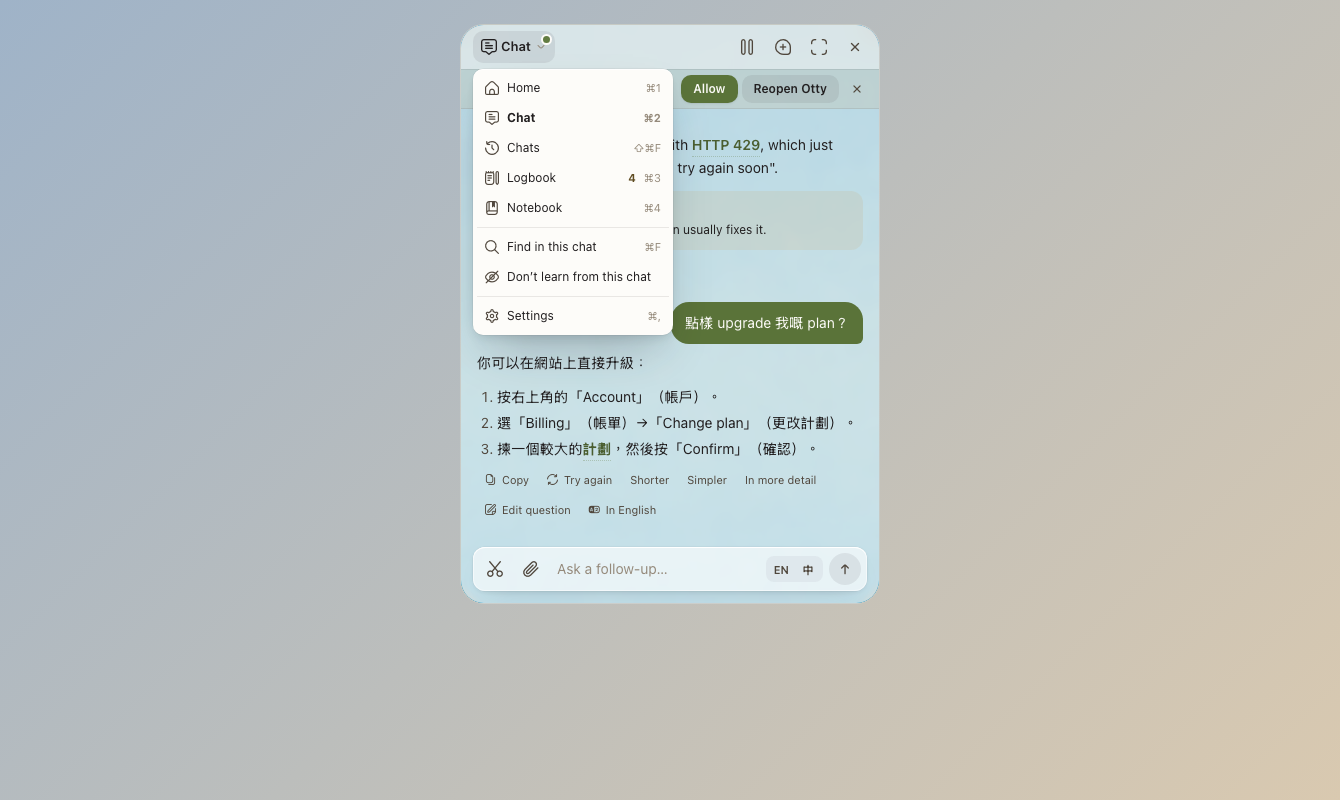 Chat
Home ⌘1
Chat ⌘2
Chats ⇧⌘F
Logbook 4 ⌘3
Notebook ⌘4
Find in this chat ⌘F
Don't learn from this chat
Settings ⌘,
Allow
Reopen Otty
HTTP 429, which just
try again soon".
usually fixes it.
點樣 upgrade 我嘅 plan？
你可以在網站上直接升級：
1. 按右上角的「Account」（帳戶）。
2. 選「Billing」（帳單）→「Change plan」（更改計劃）。
3. 揀一個較大的計劃，然後按「Confirm」（確認）。
Copy Try again Shorter Simpler In more detail
Edit question In English
Ask a follow-up... EN 中